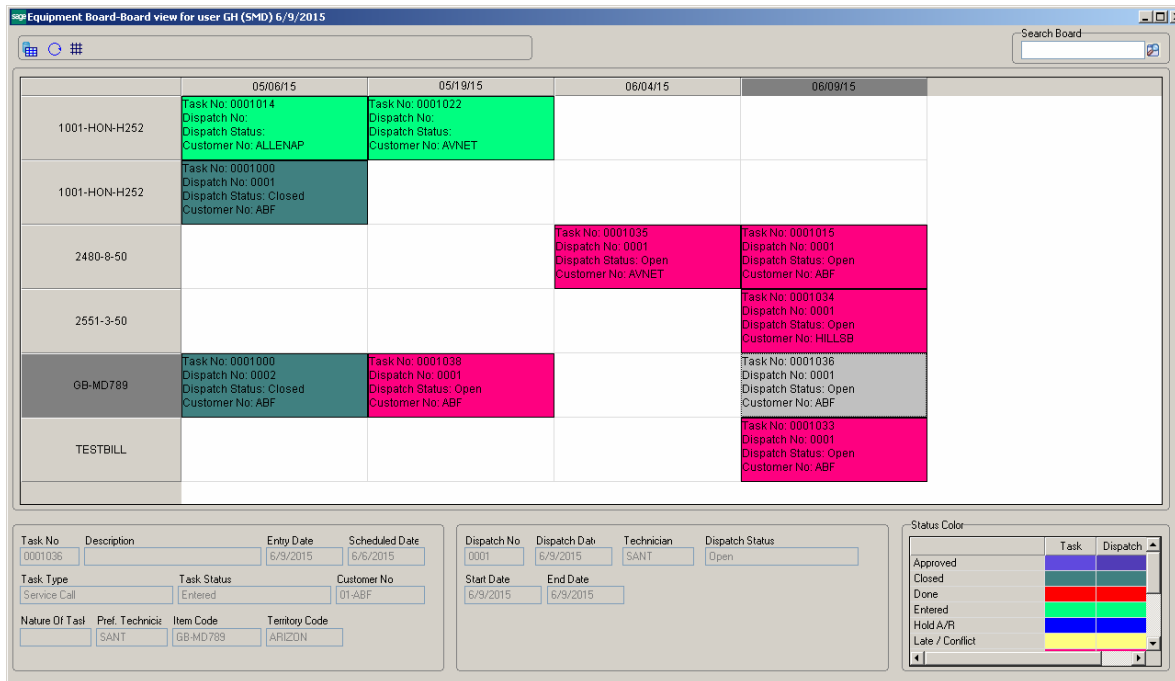 sage Equipment Board-Board view for user GH (SMD) 6/9/2015
Search Board
05/06/15 05/19/15 06/04/15 06/09/15
1001-HON-H252
Task No: 0001014
Dispatch No:
Dispatch Status:
Customer No: ALLENAP
Task No: 0001022
Dispatch No:
Dispatch Status:
Customer No: AVNET
1001-HON-H252
Task No: 0001000
Dispatch No: 0001
Dispatch Status: Closed
Customer No: ABF
2480-8-50
Task No: 0001035
Dispatch No: 0001
Dispatch Status: Open
Customer No: AVNET
Task No: 0001015
Dispatch No: 0001
Dispatch Status: Open
Customer No: ABF
2551-3-50
Task No: 0001034
Dispatch No: 0001
Dispatch Status: Open
Customer No: HILLSB
GB-MD789
Task No: 0001000
Dispatch No: 0002
Dispatch Status: Closed
Customer No: ABF
Task No: 0001038
Dispatch No: 0001
Dispatch Status: Open
Customer No: ABF
Task No: 0001036
Dispatch No: 0001
Dispatch Status: Open
Customer No: ABF
TESTBILL
Task No: 0001033
Dispatch No: 0001
Dispatch Status: Open
Customer No: ABF
Task No Description Entry Date Scheduled Date
0001036 6/9/2015 6/6/2015
Task Type Task Status Customer No
Service Call Entered 01-ABF
Nature Of Tasl Pref. Technicia Item Code Territory Code
SANT GB-MD789 ARIZON
Dispatch No Dispatch Dat Technician Dispatch Status
0001 6/9/2015 SANT Open
Start Date End Date
6/9/2015 6/9/2015
Status Color
Task Dispatch
Approved
Closed
Done
Entered
Hold A/R
Late / Conflict